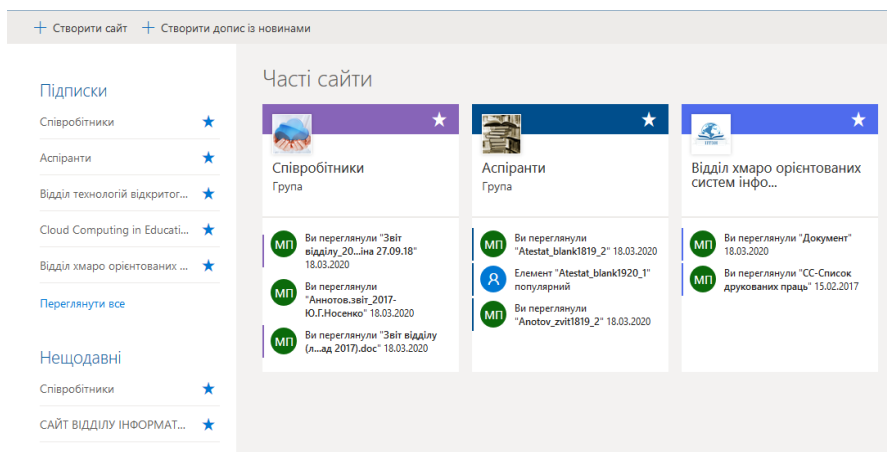 + Створити сайт + Створити допис із новинами
Підписки
Співробітники
Аспіранти
Відділ технологій відкритог...
Cloud Computing in Educati...
Відділ хмаро орієнтованих ...
Переглянути все
Нещодавні
Співробітники
САЙТ ВІДДІЛУ ІНФОРМАТ...
Часті сайти
Співробітники
Група
МП
Ви переглянули "Звіт
відділу_20...іна 27.09.18"
18.03.2020
МП
Ви переглянули
"Аннотов.звіт_2017-
Ю.Г.Носенко" 18.03.2020
МП
Ви переглянули "Звіт відділу
(л...ад 2017).doc" 18.03.2020
Аспіранти
Група
МП
Ви переглянули
"Atestat_blank1819_2" 18.03.2020
Елемент "Atestat_blank1920_1"
популярний
МП
Ви переглянули
"Anotov_zvit1819_2" 18.03.2020
Відділ хмаро орієнтованих
систем інфо...
МП
Ви переглянули "Документ"
18.03.2020
МП
Ви переглянули "СС-Список
друкованих праць" 15.02.2017